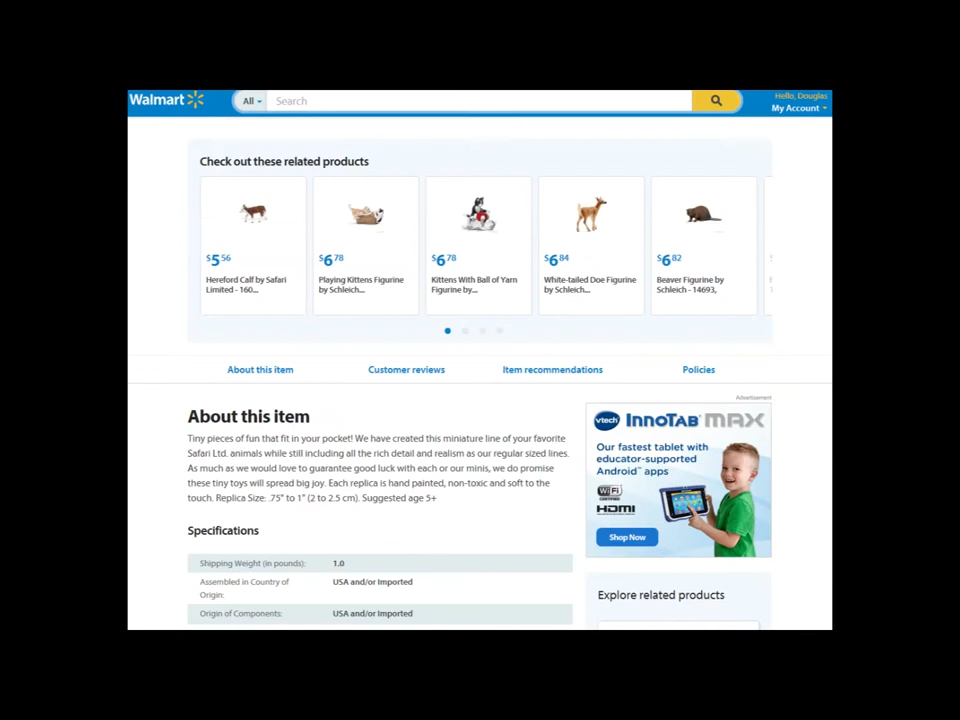 Walmart
All
Search
Hello, Douglas
My Account
Check out these related products
$5 56
$6 78
$6 78
$6 84
$6 82
Hereford Calf by Safari
Limited - 160...
Playing Kittens Figurine
by Schleich...
Kittens With Ball of Yarn
Figurine by...
White-tailed Doe Figurine
by Schleich...
Beaver Figurine by
Schleich - 14693,
About this item
Customer reviews
Item recommendations
Policies
Advertisement
About this item
Tiny pieces of fun that fit in your pocket! We have created this miniature line of your favorite
Safari Ltd. animals while still including all the rich detail and realism as our regular sized lines.
As much as we would love to guarantee good luck with each or our minis, we do promise
these tiny toys will spread big joy. Each replica is hand painted, non-toxic and soft to the
touch. Replica Size: .75" to 1" (2 to 2.5 cm). Suggested age 5+
Specifications
Shipping Weight (in pounds): 1.0
Assembled in Country of
Origin:
USA and/or Imported
Origin of Components: USA and/or Imported
vtech INNOTAB MAX
Our fastest tablet with
educator-supported
Android™ apps
WiFi
CERTIFIED
HDMI
Shop Now
Explore related products